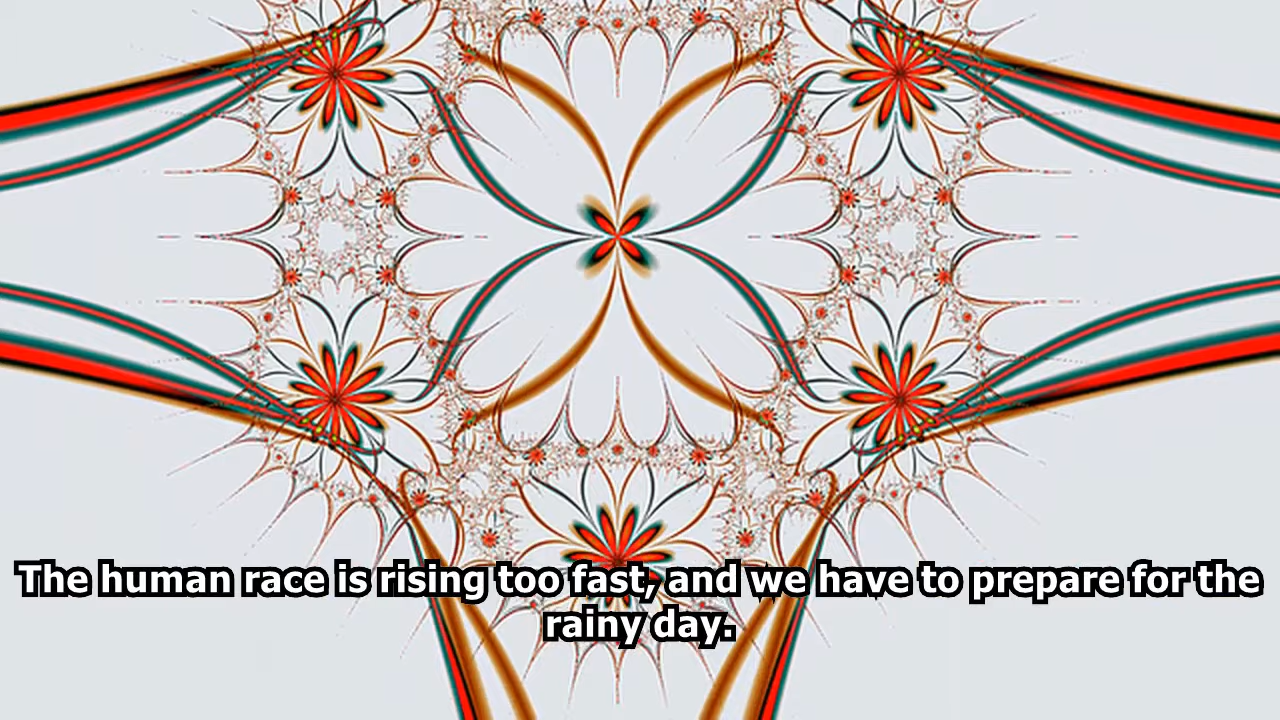 The human race is rising too fast, and we have to prepare for the
rainy day.